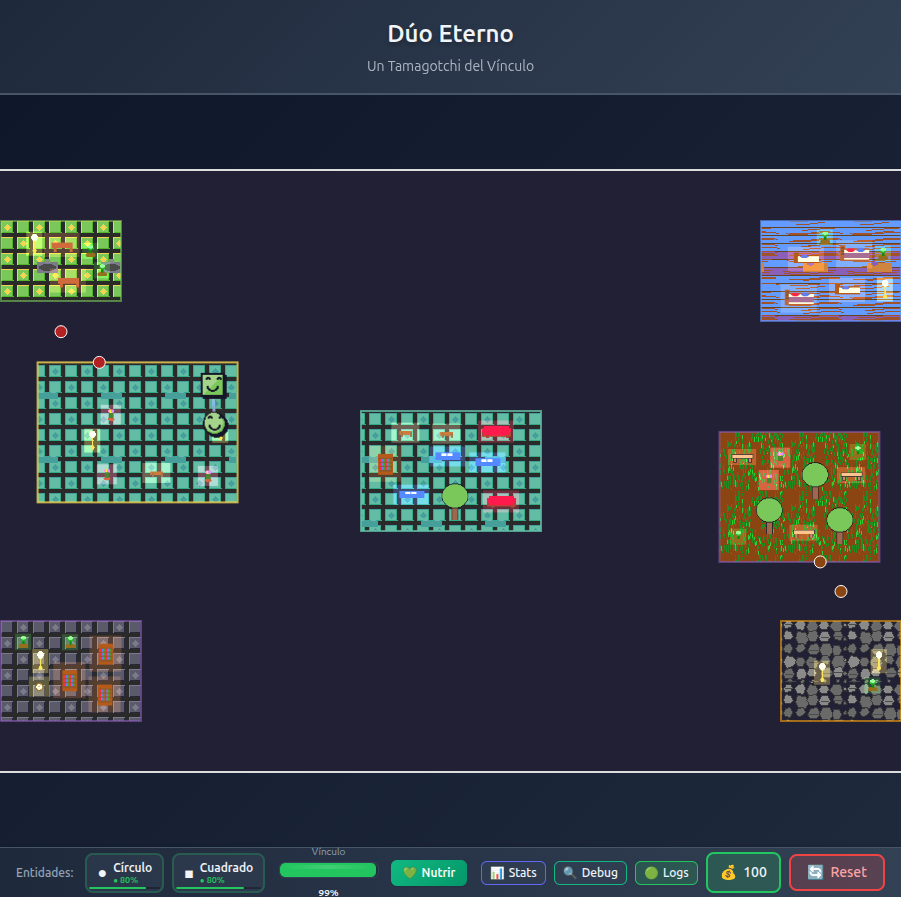 Dúo Eterno
Un Tamagotchi del Vínculo
Entidades:
Círculo
80%
Cuadrado
80%
Vínculo
99%
Nutrir
Stats
Debug
Logs
100
Reset